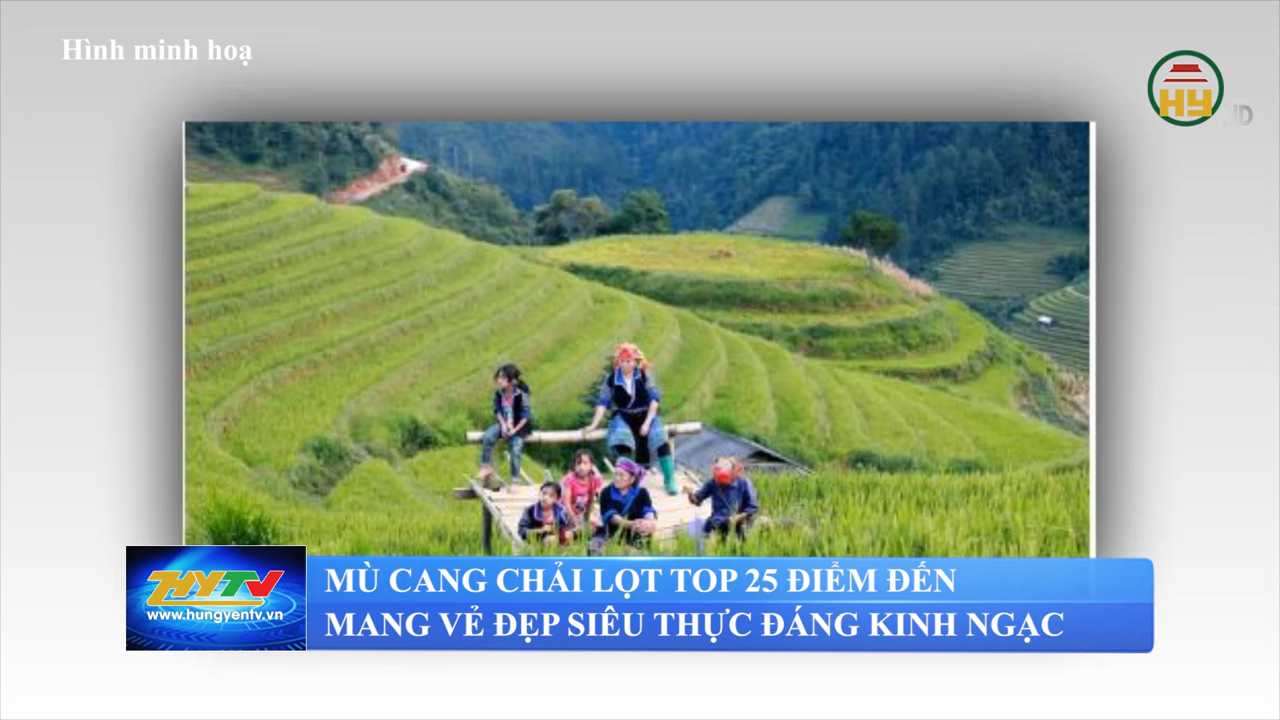 Hình minh hoạ
HY
HD
HYTV
www.hungyentv.vn
MÙ CANG CHẢI LỌT TOP 25 ĐIỂM ĐẾN
MANG VẺ ĐẸP SIÊU THỰC ĐÁNG KINH NGẠC